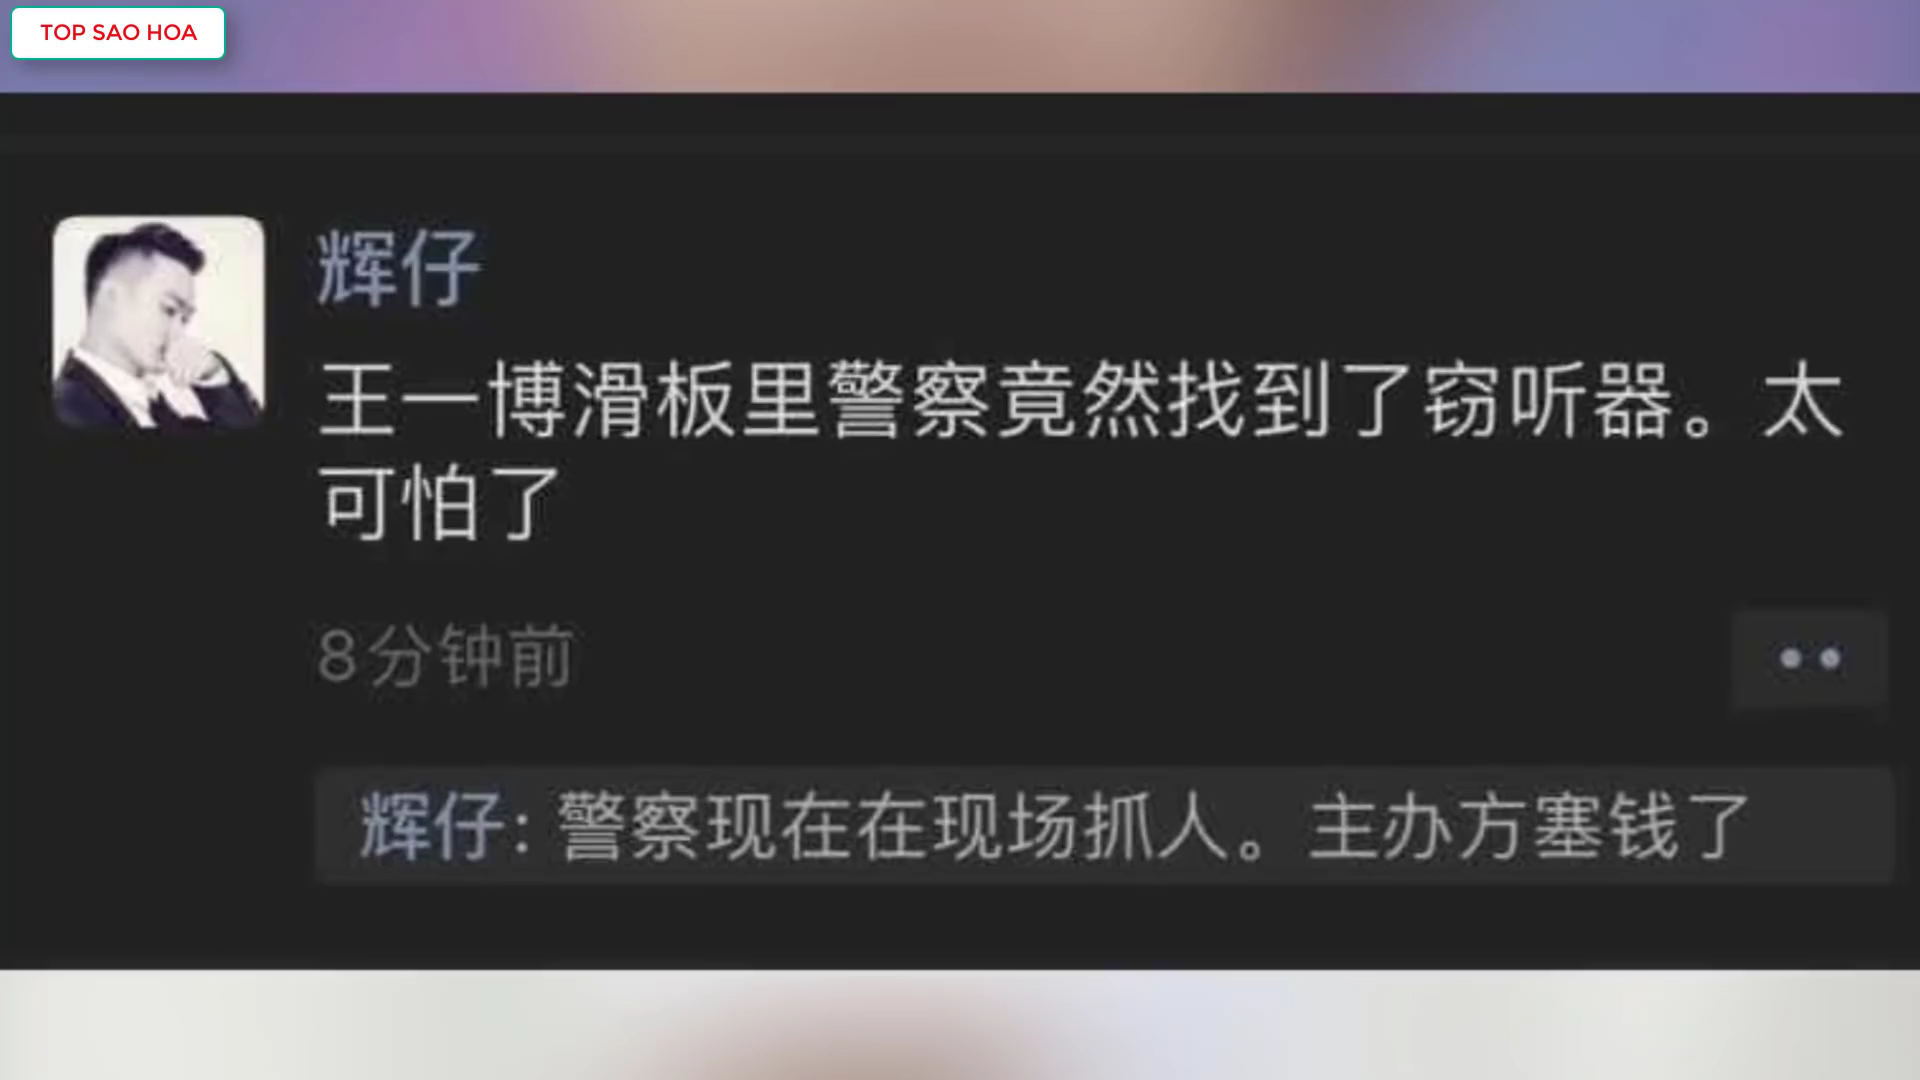 TOP SAO HOA
辉仔
王一博滑板里警察竟然找到了窃听器。太
可怕了
8分钟前
辉仔: 警察现在在现场抓人。主办方塞钱了